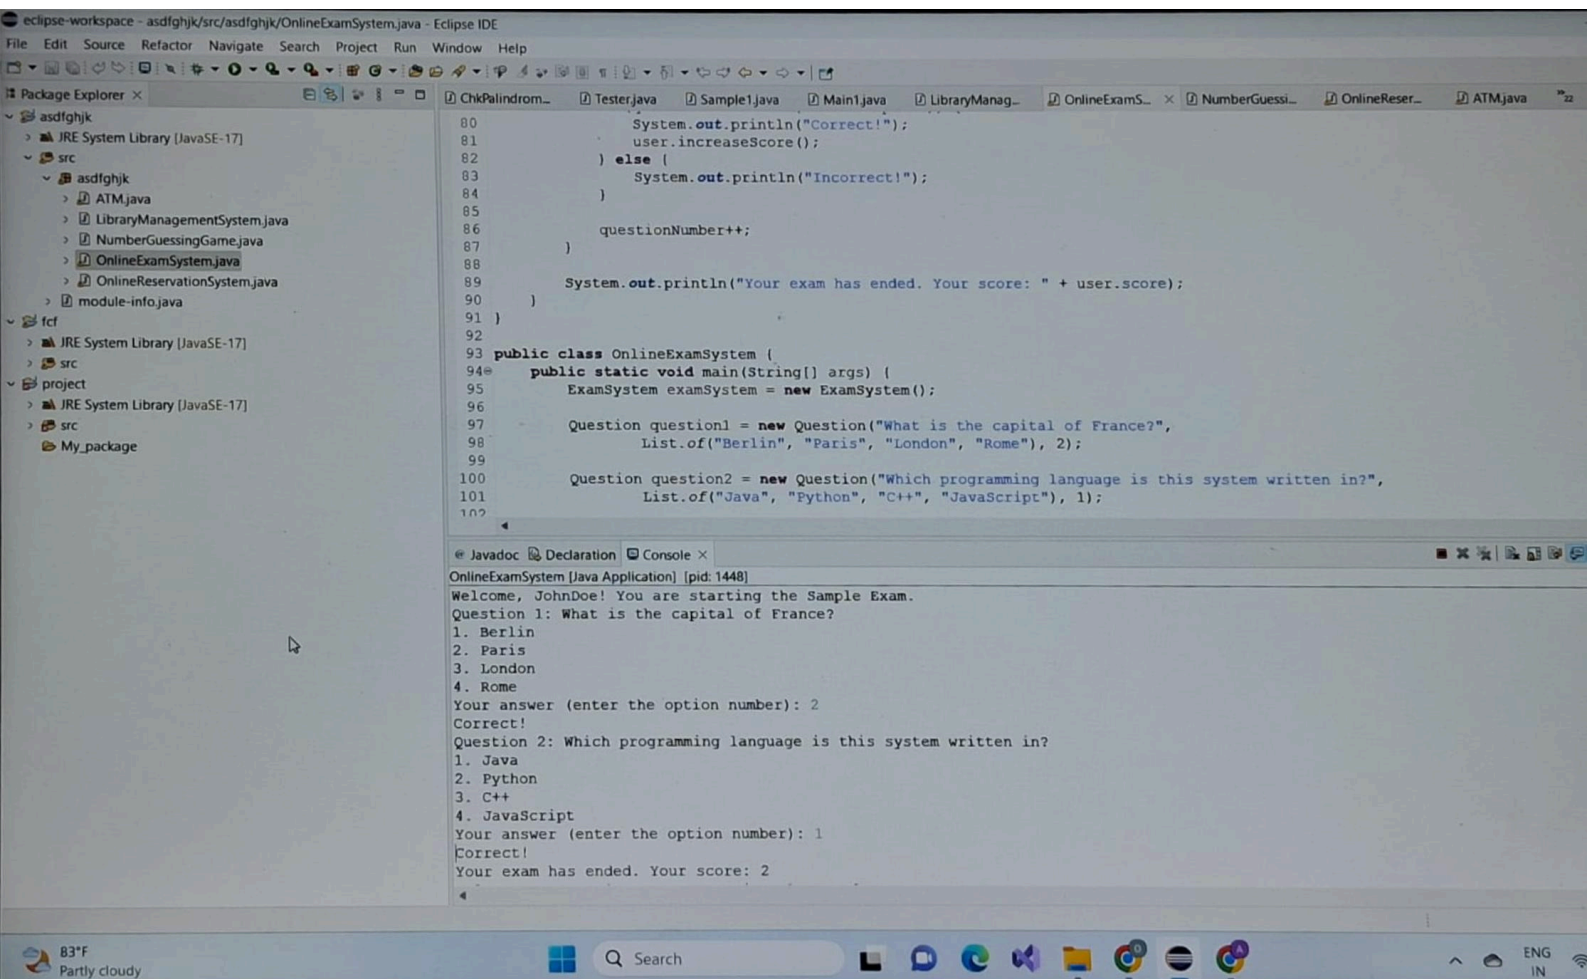 eclipse-workspace - asdfghjk/src/asdfghjk/OnlineExamSystem.java - Eclipse IDE
File Edit Source Refactor Navigate Search Project Run Window Help
Package Explorer
ChkPalindrom... Tester.java Sample1.java Main1.java LibraryManag... OnlineExamS... NumberGuessi... OnlineReser... ATM.java 22
asdfghjk
JRE System Library [JavaSE-17]
src
asdfghjk
ATM.java
LibraryManagementSystem.java
NumberGuessingGame.java
OnlineExamSystem.java
OnlineReservationSystem.java
module-info.java
fcf
JRE System Library [JavaSE-17]
src
project
JRE System Library [JavaSE-17]
src
My_package
80 System.out.println("Correct!");
81 user.increaseScore();
82 } else {
83 System.out.println("Incorrect!");
84 }
85
86 questionNumber++;
87 }
88
89 System.out.println("Your exam has ended. Your score: " + user.score);
90 }
91 }
92
93 public class OnlineExamSystem {
94 public static void main(String[] args) {
95 ExamSystem examSystem = new ExamSystem();
96
97 Question question1 = new Question("What is the capital of France?",
98 List.of("Berlin", "Paris", "London", "Rome"), 2);
99
100 Question question2 = new Question("Which programming language is this system written in?",
101 List.of("Java", "Python", "C++", "JavaScript"), 1);
102
Javadoc Declaration Console
OnlineExamSystem [Java Application] [pid: 1448]
Welcome, JohnDoe! You are starting the Sample Exam.
Question 1: What is the capital of France?
1. Berlin
2. Paris
3. London
4. Rome
Your answer (enter the option number): 2
Correct!
Question 2: Which programming language is this system written in?
1. Java
2. Python
3. C++
4. JavaScript
Your answer (enter the option number): 1
Correct!
Your exam has ended. Your score: 2
83°F
Partly cloudy
Search
ENG
IN